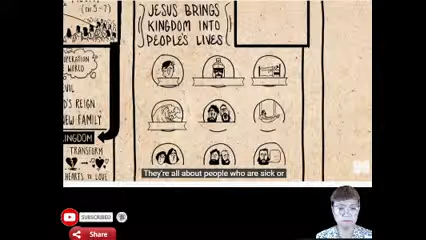 (CH 5-7)
JESUS BRINGS
KINGDOM INTO
PEOPLE'S LIVES
OPERATION
WORLD
EVIL
D'S REIGN
NEW FAMILY
KINGDOM
TRANSFORM
HEARTS TO LOVE
They're all about people who are sick or
SUBSCRIBED
Share